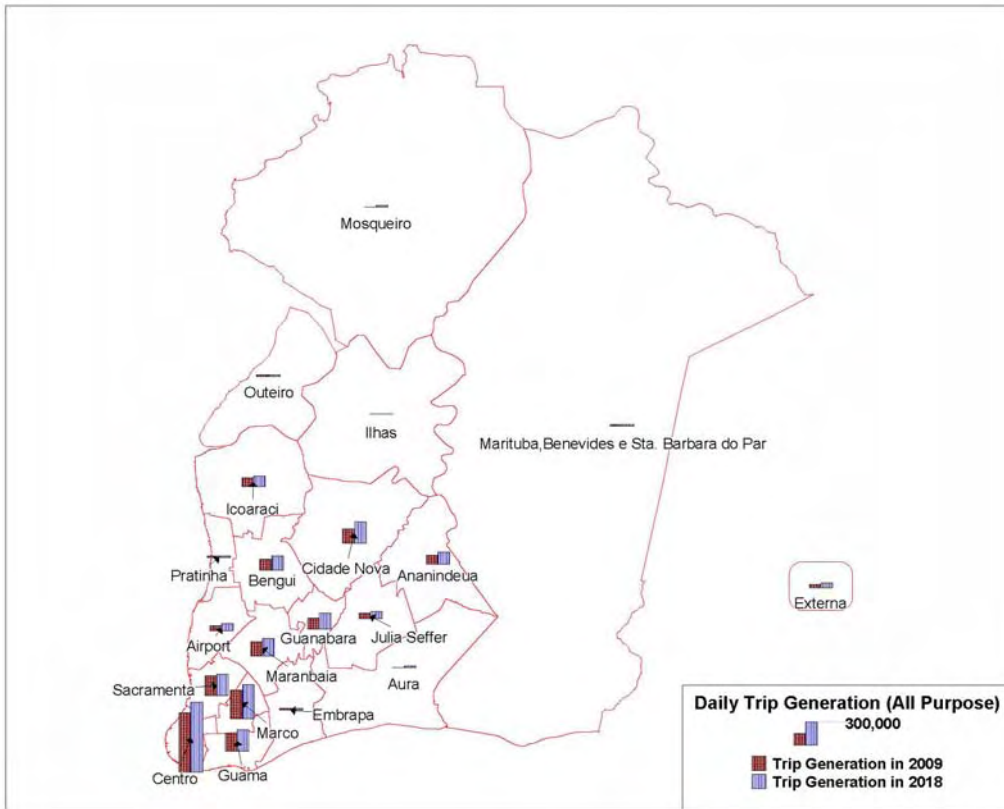 Mosqueiro
Outeiro
Ilhas
Marituba,Benevides e Sta. Barbara do Par
Icoaraci
Pratinha
Bengui
Cidade Nova
Ananindeua
Externa
Airport
Guanabara
Julia Seffer
Maranbaia
Sacramenta
Aura
Embrapa
Marco
Centro
Guama
Daily Trip Generation (All Purpose)
300,000
Trip Generation in 2009
Trip Generation in 2018